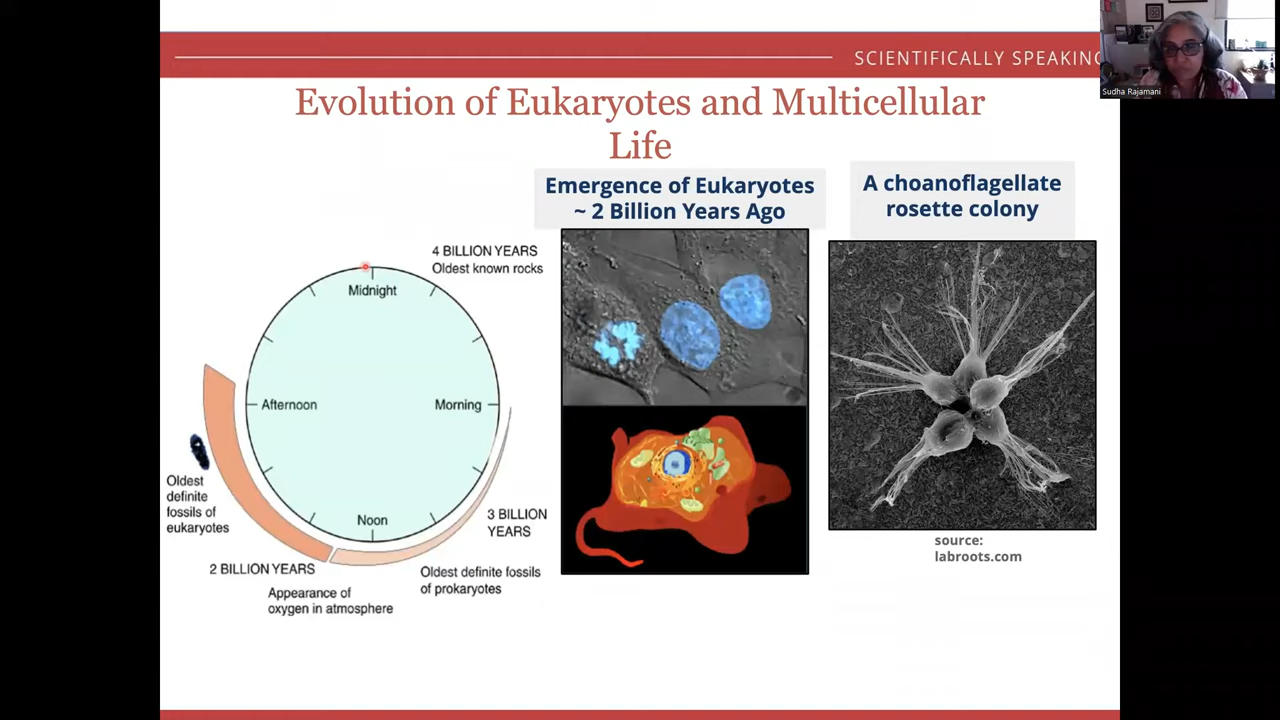 SCIENTIFICALLY SPEAKING
Sudha Rajamani
Evolution of Eukaryotes and Multicellular
Life
Emergence of Eukaryotes
~ 2 Billion Years Ago
A choanoflagellate
rosette colony
4 BILLION YEARS
Oldest known rocks
Midnight
Afternoon
Morning
Noon
Oldest
definite
fossils of
eukaryotes
3 BILLION
YEARS
2 BILLION YEARS
Oldest definite fossils
of prokaryotes
Appearance of
oxygen in atmosphere
source:
labroots.com